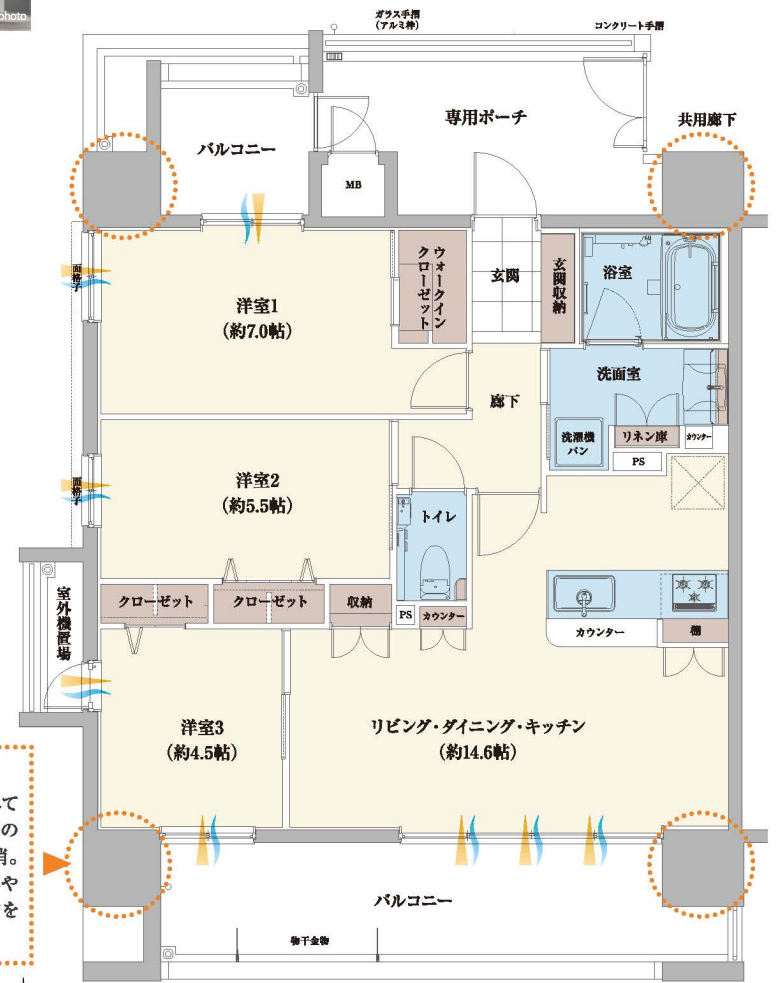 photo
ガラス手摺
(アルミ枠)
コンクリート手摺
専用ポーチ
共用廊下
バルコニー
MB
面格子
洋室1
(約7.0帖)
ウォークイン
クローゼット
玄関
玄関収納
浴室
洗面室
廊下
洗濯機
パン
リネン庫
カウンター
PS
面格子
洋室2
(約5.5帖)
トイレ
室外機置場
クローゼット
クローゼット
収納
PS
カウンター
カウンター
棚
洋室3
(約4.5帖)
リビング・ダイニング・キッチン
(約14.6帖)
て
の
消。
や
を
バルコニー
物干金物